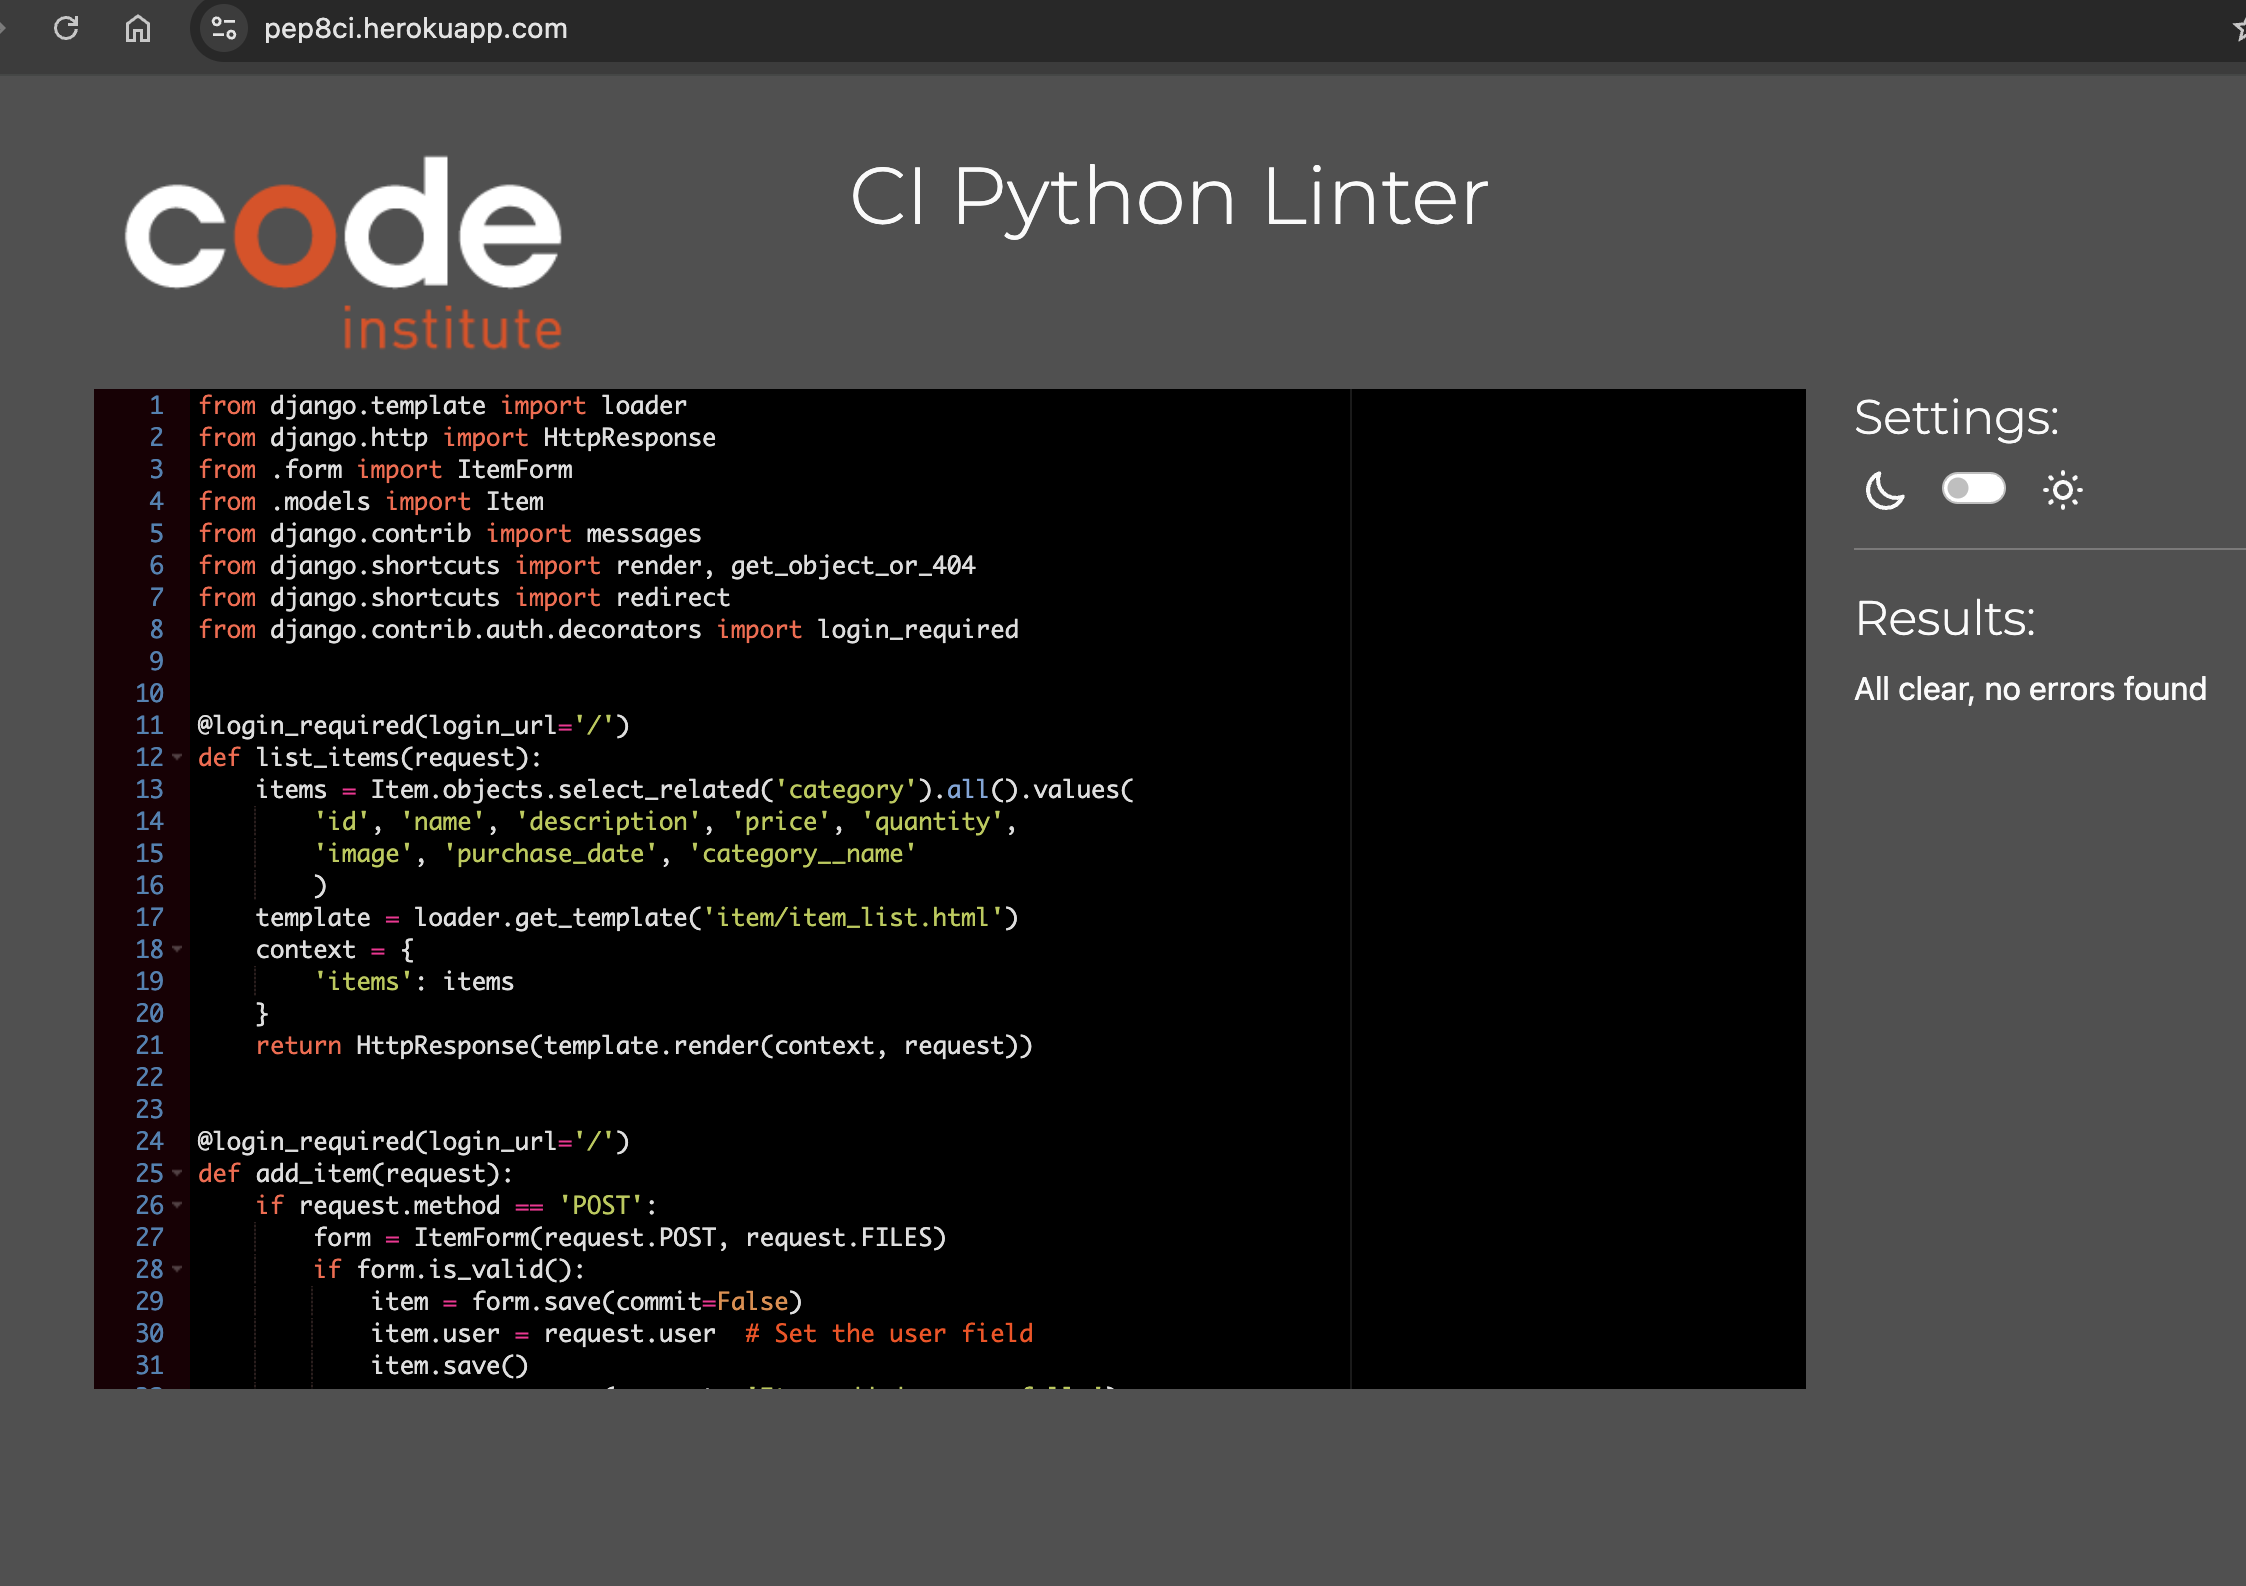 pep8ci.herokuapp.com
code
institute
CI Python Linter
1 from django.template import loader
2 from django.http import HttpResponse
3 from .form import ItemForm
4 from .models import Item
5 from django.contrib import messages
6 from django.shortcuts import render, get_object_or_404
7 from django.shortcuts import redirect
8 from django.contrib.auth.decorators import login_required
9
10
11 @login_required(login_url='/')
12 def list_items(request):
13     items = Item.objects.select_related('category').all().values(
14         'id', 'name', 'description', 'price', 'quantity',
15         'image', 'purchase_date', 'category__name'
16         )
17     template = loader.get_template('item/item_list.html')
18     context = {
19         'items': items
20     }
21     return HttpResponse(template.render(context, request))
22
23
24 @login_required(login_url='/')
25 def add_item(request):
26     if request.method == 'POST':
27         form = ItemForm(request.POST, request.FILES)
28         if form.is_valid():
29             item = form.save(commit=False)
30             item.user = request.user  # Set the user field
31             item.save()
Settings:
Results:
All clear, no errors found